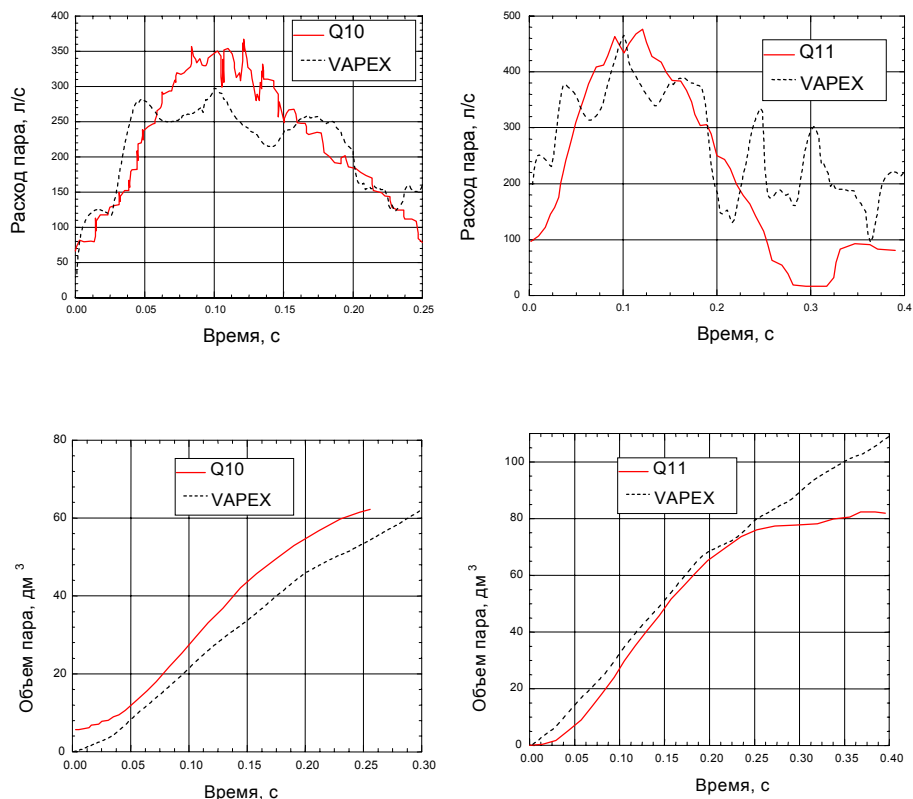 Расход пара, л/с
400
350
300
250
200
150
100
50
0
Q10
VAPEX
0.00 0.05 0.10 0.15 0.20 0.25
Время, с
Расход пара, л/с
500
400
300
200
100
0
Q11
VAPEX
0.0 0.1 0.2 0.3 0.4
Время, с
Объем пара, дм ³
80
60
40
20
0
Q10
VAPEX
0.00 0.05 0.10 0.15 0.20 0.25 0.30
Время, с
Объем пара, дм ³
100
80
60
40
20
0
Q11
VAPEX
0.00 0.05 0.10 0.15 0.20 0.25 0.30 0.35 0.40
Время, с